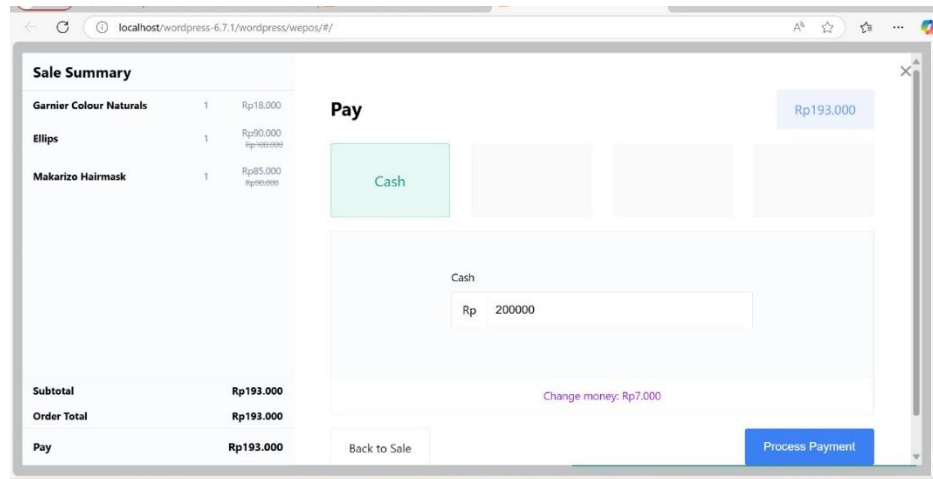 localhost/wordpress-6.7.1/wordpress/wepos/#/
Sale Summary
Garnier Colour Naturals 1 Rp18.000
Ellips 1 Rp90.000
Rp100.000
Makarizo Hairmask 1 Rp85.000
Rp90.000
Subtotal Rp193.000
Order Total Rp193.000
Pay Rp193.000
Pay Rp193.000
Cash
Cash
Rp 200000
Change money: Rp7.000
Back to Sale Process Payment